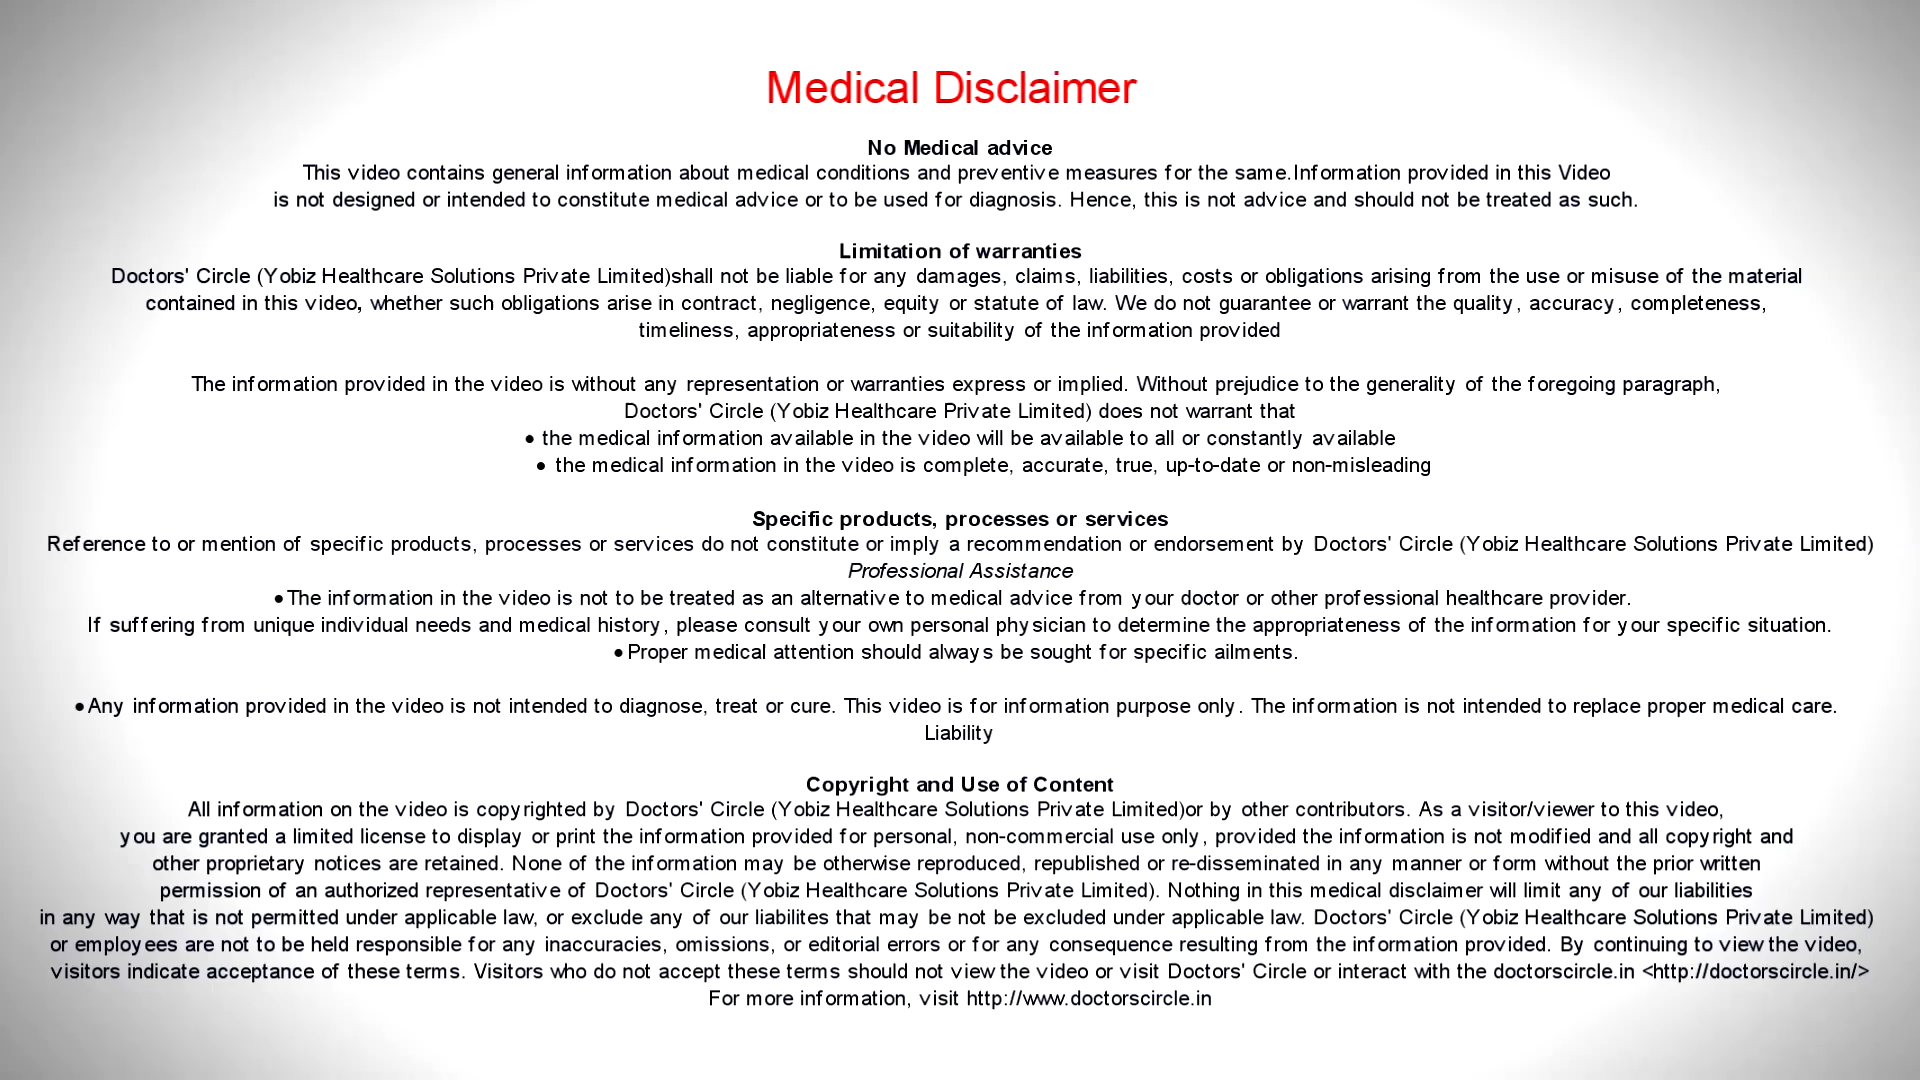 Medical Disclaimer
No Medical advice
This video contains general information about medical conditions and preventive measures for the same.Information provided in this Video
is not designed or intended to constitute medical advice or to be used for diagnosis. Hence, this is not advice and should not be treated as such.
Limitation of warranties
Doctors' Circle (Yobiz Healthcare Solutions Private Limited)shall not be liable for any damages, claims, liabilities, costs or obligations arising from the use or misuse of the material
contained in this video, whether such obligations arise in contract, negligence, equity or statute of law. We do not guarantee or warrant the quality, accuracy, completeness,
timeliness, appropriateness or suitability of the information provided
The information provided in the video is without any representation or warranties express or implied. Without prejudice to the generality of the foregoing paragraph,
Doctors' Circle (Yobiz Healthcare Private Limited) does not warrant that
• the medical information available in the video will be available to all or constantly available
• the medical information in the video is complete, accurate, true, up-to-date or non-misleading
Specific products, processes or services
Reference to or mention of specific products, processes or services do not constitute or imply a recommendation or endorsement by Doctors' Circle (Yobiz Healthcare Solutions Private Limited)
Professional Assistance
•The information in the video is not to be treated as an alternative to medical advice from your doctor or other professional healthcare provider.
If suffering from unique individual needs and medical history, please consult your own personal physician to determine the appropriateness of the information for your specific situation.
•Proper medical attention should always be sought for specific ailments.
•Any information provided in the video is not intended to diagnose, treat or cure. This video is for information purpose only. The information is not intended to replace proper medical care.
Liability
Copyright and Use of Content
All information on the video is copyrighted by Doctors' Circle (Yobiz Healthcare Solutions Private Limited)or by other contributors. As a visitor/viewer to this video,
you are granted a limited license to display or print the information provided for personal, non-commercial use only, provided the information is not modified and all copyright and
other proprietary notices are retained. None of the information may be otherwise reproduced, republished or re-disseminated in any manner or form without the prior written
permission of an authorized representative of Doctors' Circle (Yobiz Healthcare Solutions Private Limited). Nothing in this medical disclaimer will limit any of our liabilities
in any way that is not permitted under applicable law, or exclude any of our liabilites that may be not be excluded under applicable law. Doctors' Circle (Yobiz Healthcare Solutions Private Limited)
or employees are not to be held responsible for any inaccuracies, omissions, or editorial errors or for any consequence resulting from the information provided. By continuing to view the video,
visitors indicate acceptance of these terms. Visitors who do not accept these terms should not view the video or visit Doctors' Circle or interact with the doctorscircle.in <http://doctorscircle.in/>
For more information, visit http://www.doctorscircle.in